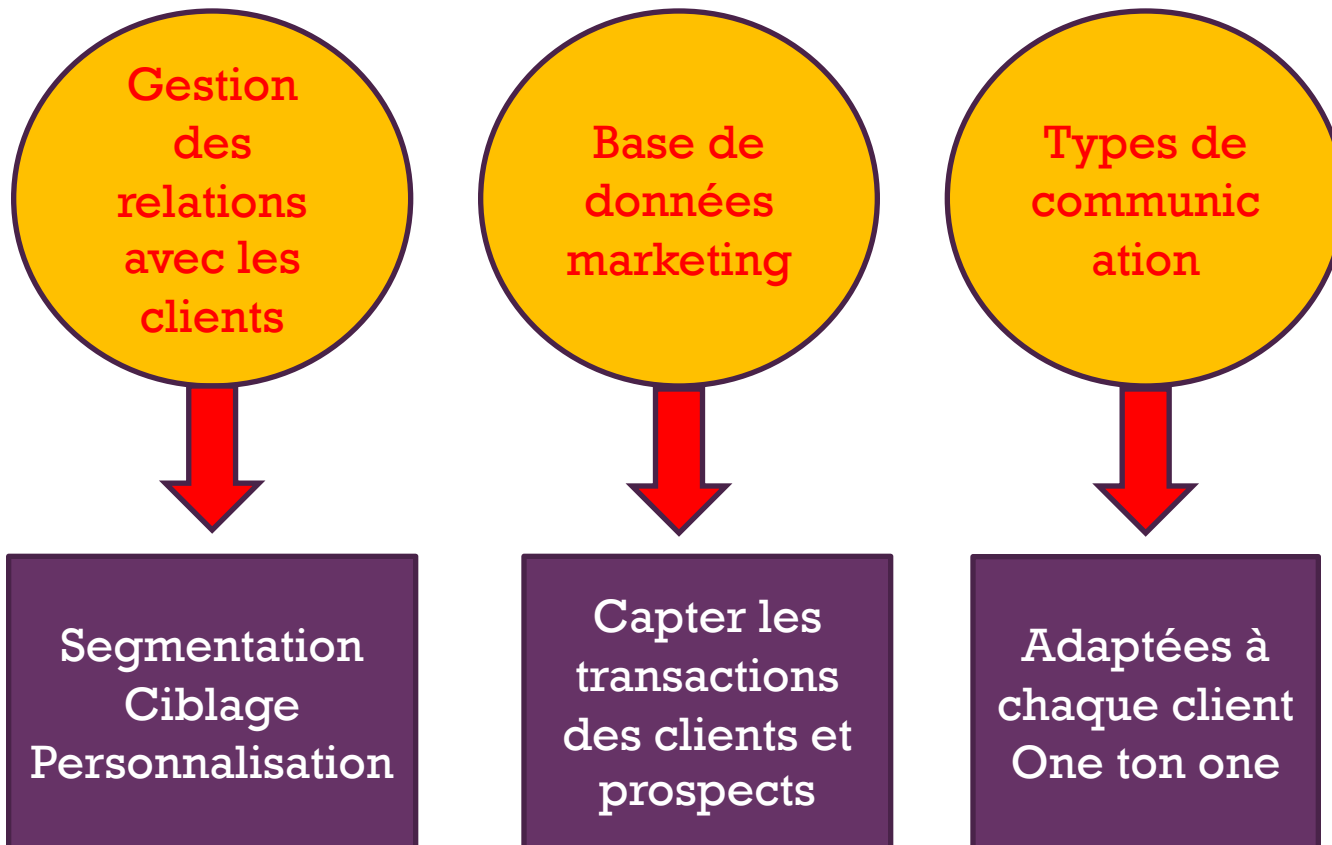 Gestion
des
relations
avec les
clients
Base de
données
marketing
Types de
communic
ation
Segmentation
Ciblage
Personnalisation
Capter les
transactions
des clients et
prospects
Adaptées à
chaque client
One ton one